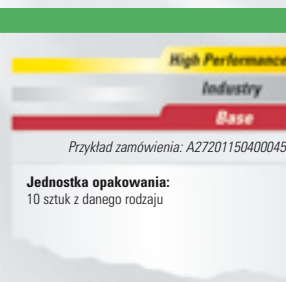 High Performance
Industry
Base
Przykład zamówienia: A27201150400045
Jednostka opakowania:
10 sztuk z danego rodzaju